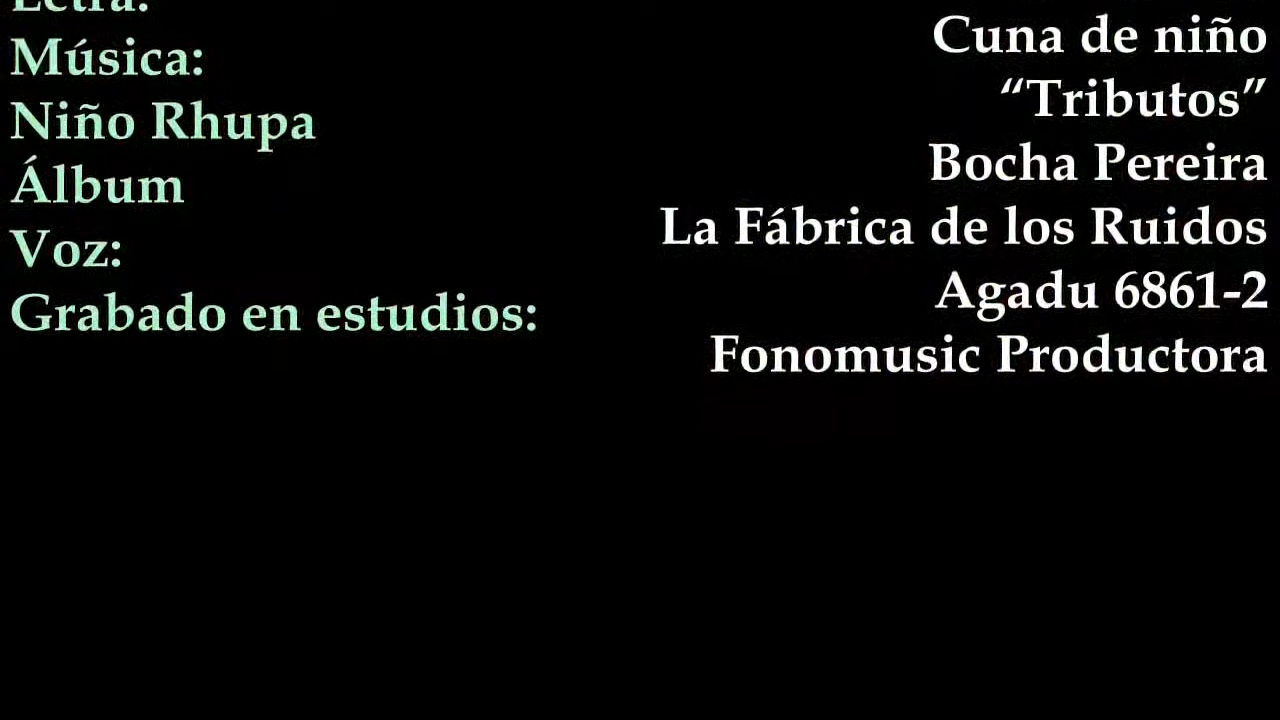 Letra:
Música:
Niño Rhupa
Álbum
Voz:
Grabado en estudios:
Cuna de niño
“Tributos”
Bocha Pereira
La Fábrica de los Ruidos
Agadu 6861-2
Fonomusic Productora